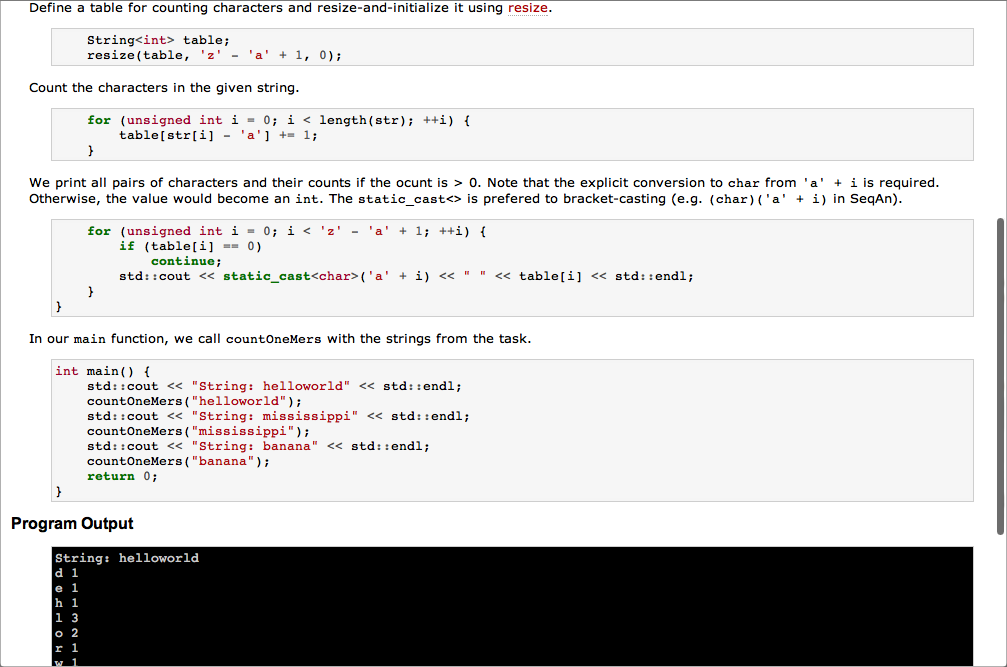 Define a table for counting characters and resize-and-initialize it using resize.
String<int> table;
resize(table, 'z' - 'a' + 1, 0);
Count the characters in the given string.
for (unsigned int i = 0; i < length(str); ++i) {
table[str[i] - 'a'] += 1;
}
We print all pairs of characters and their counts if the ocunt is > 0. Note that the explicit conversion to char from 'a' + i is required.
Otherwise, the value would become an int. The static_cast<> is prefered to bracket-casting (e.g. (char)('a' + i) in SeqAn).
for (unsigned int i = 0; i < 'z' - 'a' + 1; ++i) {
if (table[i] == 0)
continue;
std::cout << static_cast<char>('a' + i) << " " << table[i] << std::endl;
}
}
In our main function, we call countOneMers with the strings from the task.
int main() {
std::cout << "String: helloworld" << std::endl;
countOneMers("helloworld");
std::cout << "String: mississippi" << std::endl;
countOneMers("mississippi");
std::cout << "String: banana" << std::endl;
countOneMers("banana");
return 0;
}
Program Output
String: helloworld
d 1
e 1
h 1
l 3
o 2
r 1
w 1